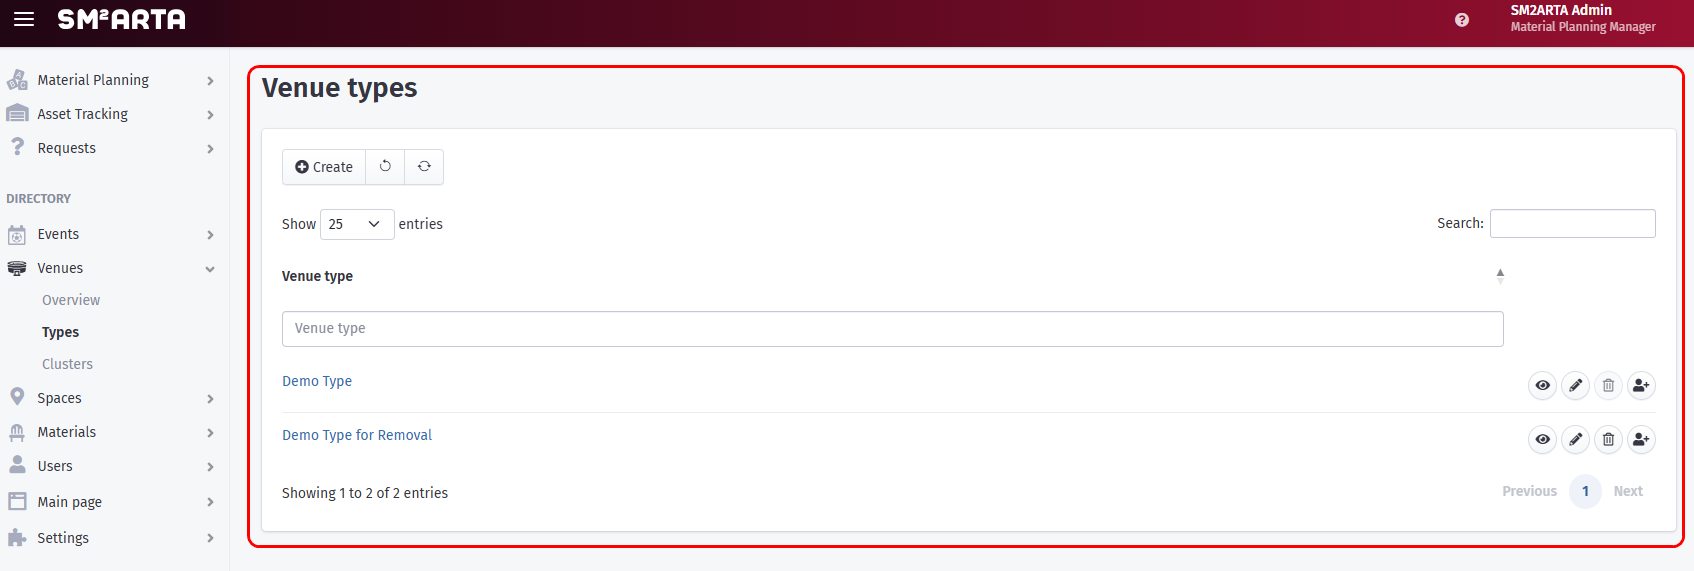 SM2ARTA
SM2ARTA Admin
Material Planning Manager
Material Planning
Asset Tracking
Requests
DIRECTORY
Events
Venues
Overview
Types
Clusters
Spaces
Materials
Users
Main page
Settings
Venue types
Create
Show 25 entries
Search:
Venue type
Venue type
Demo Type
Demo Type for Removal
Showing 1 to 2 of 2 entries
Previous 1 Next